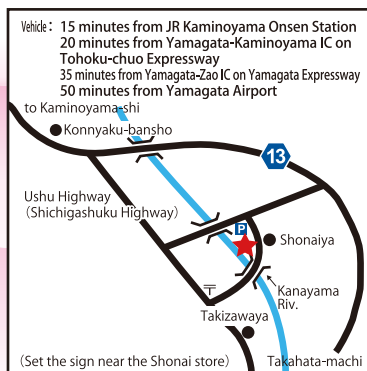 Vehicle: 15 minutes from JR Kaminoyama Onsen Station
20 minutes from Yamagata-Kaminoyama IC on
Tohoku-chuo Expressway
35 minutes from Yamagata-Zao IC on Yamagata Expressway
50 minutes from Yamagata Airport
to Kaminoyama-shi
Konnyaku-bansho
13
Ushu Highway
(Shichigashuku Highway)
P
Shonaiya
〒
Kanayama
Riv.
Takizawaya
(Set the sign near the Shonai store)
Takahata-machi